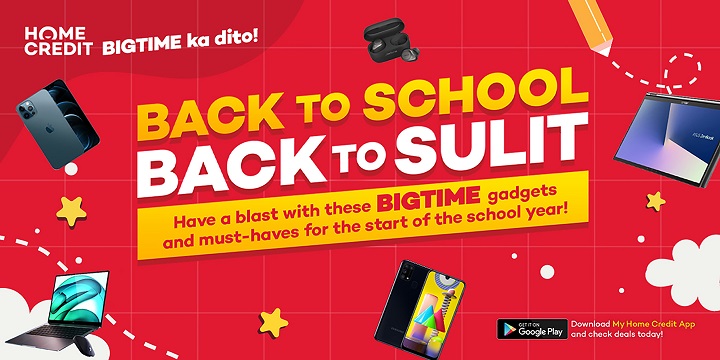 HOME
CREDIT
BIGTIME ka dito!
BACK TO SCHOOL
BACK TO SULIT
Have a blast with these BIGTIME gadgets
and must-haves for the start of the school year!
GET IT ON
Google Play
Download My Home Credit App
and check deals today!